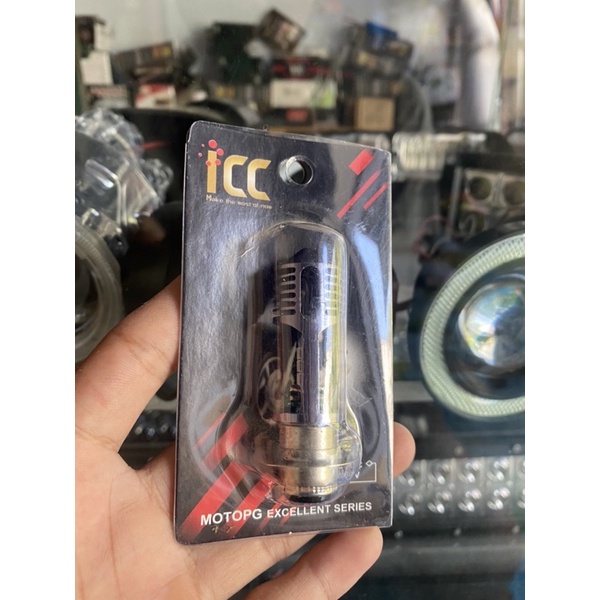 icc
Make the most of ride
MOTOPG EXCELLENT SERIES